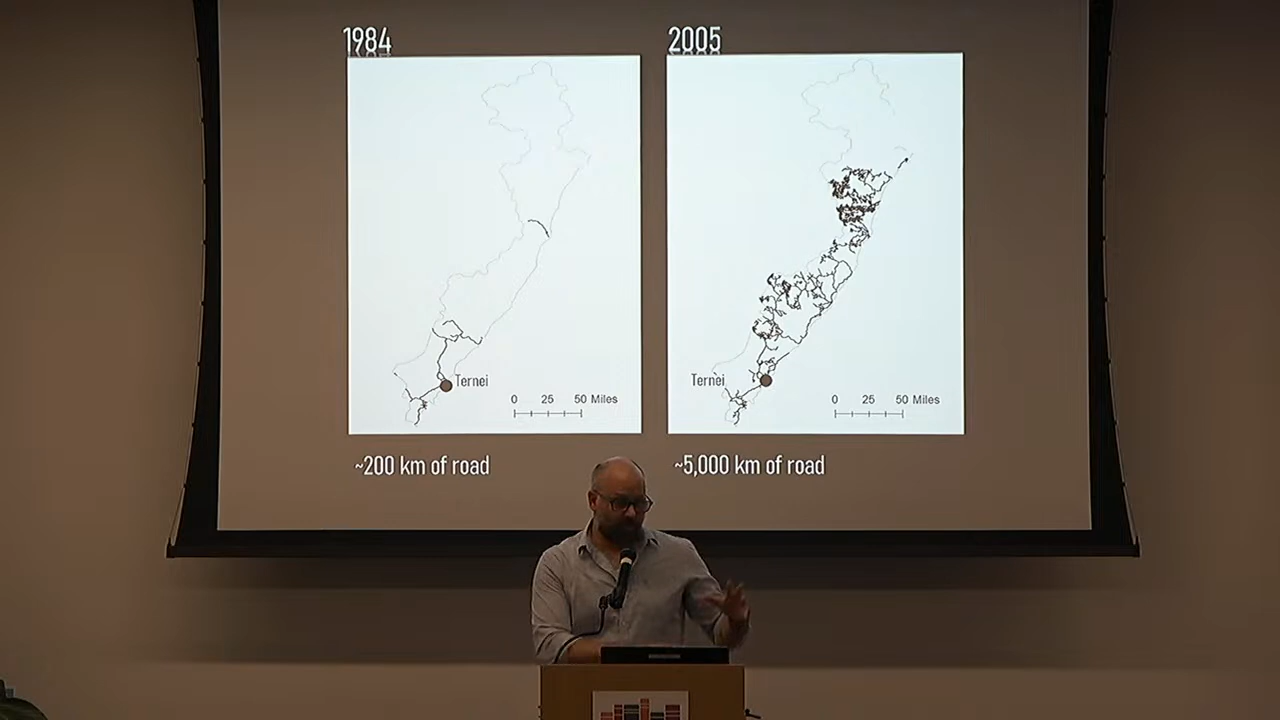 1984
2005
Ternei
0 25 50 Miles
Ternei
0 25 50 Miles
~200 km of road
~5,000 km of road